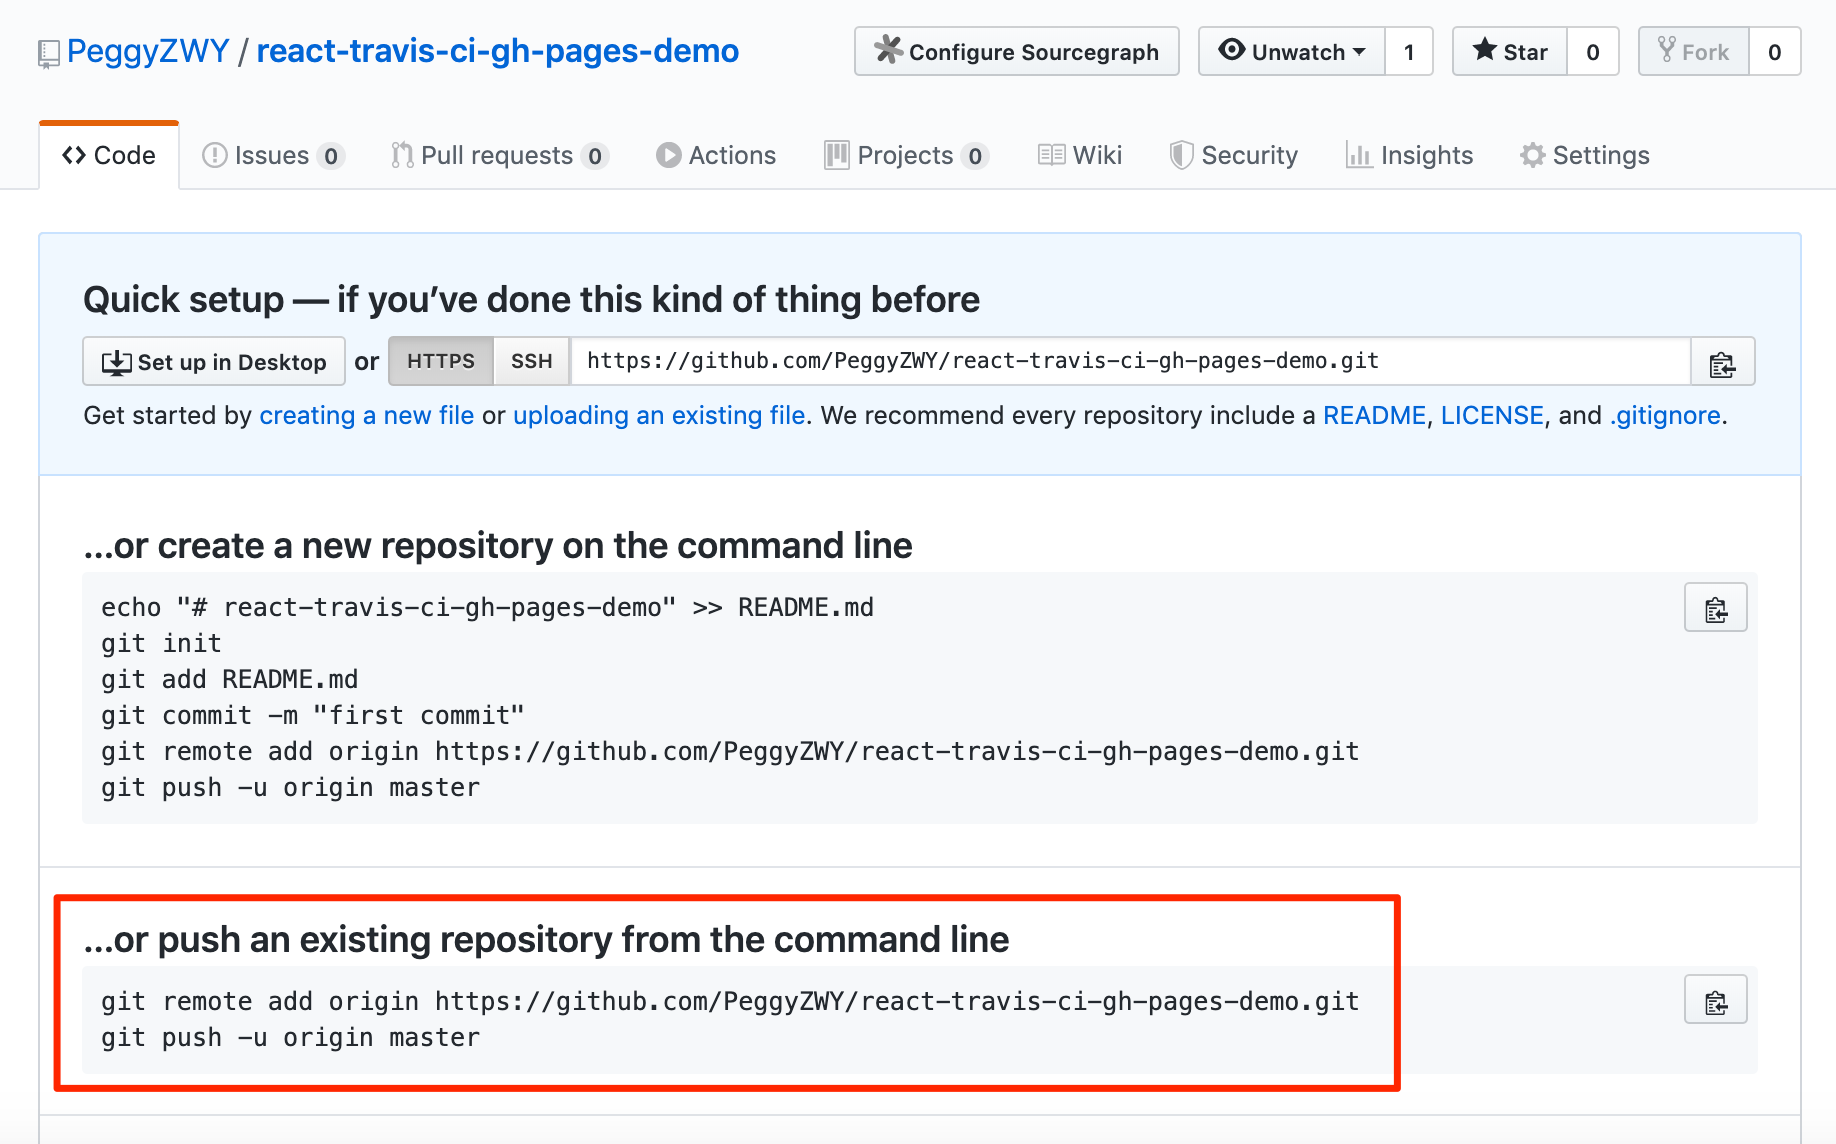 PeggyZWY / react-travis-ci-gh-pages-demo
Configure Sourcegraph
Unwatch 1
Star 0
Fork 0
Code
Issues 0
Pull requests 0
Actions
Projects 0
Wiki
Security
Insights
Settings
Quick setup — if you’ve done this kind of thing before
Set up in Desktop or HTTPS SSH https://github.com/PeggyZWY/react-travis-ci-gh-pages-demo.git
Get started by creating a new file or uploading an existing file. We recommend every repository include a README, LICENSE, and .gitignore.
…or create a new repository on the command line
echo "# react-travis-ci-gh-pages-demo" >> README.md
git init
git add README.md
git commit -m "first commit"
git remote add origin https://github.com/PeggyZWY/react-travis-ci-gh-pages-demo.git
git push -u origin master
…or push an existing repository from the command line
git remote add origin https://github.com/PeggyZWY/react-travis-ci-gh-pages-demo.git
git push -u origin master